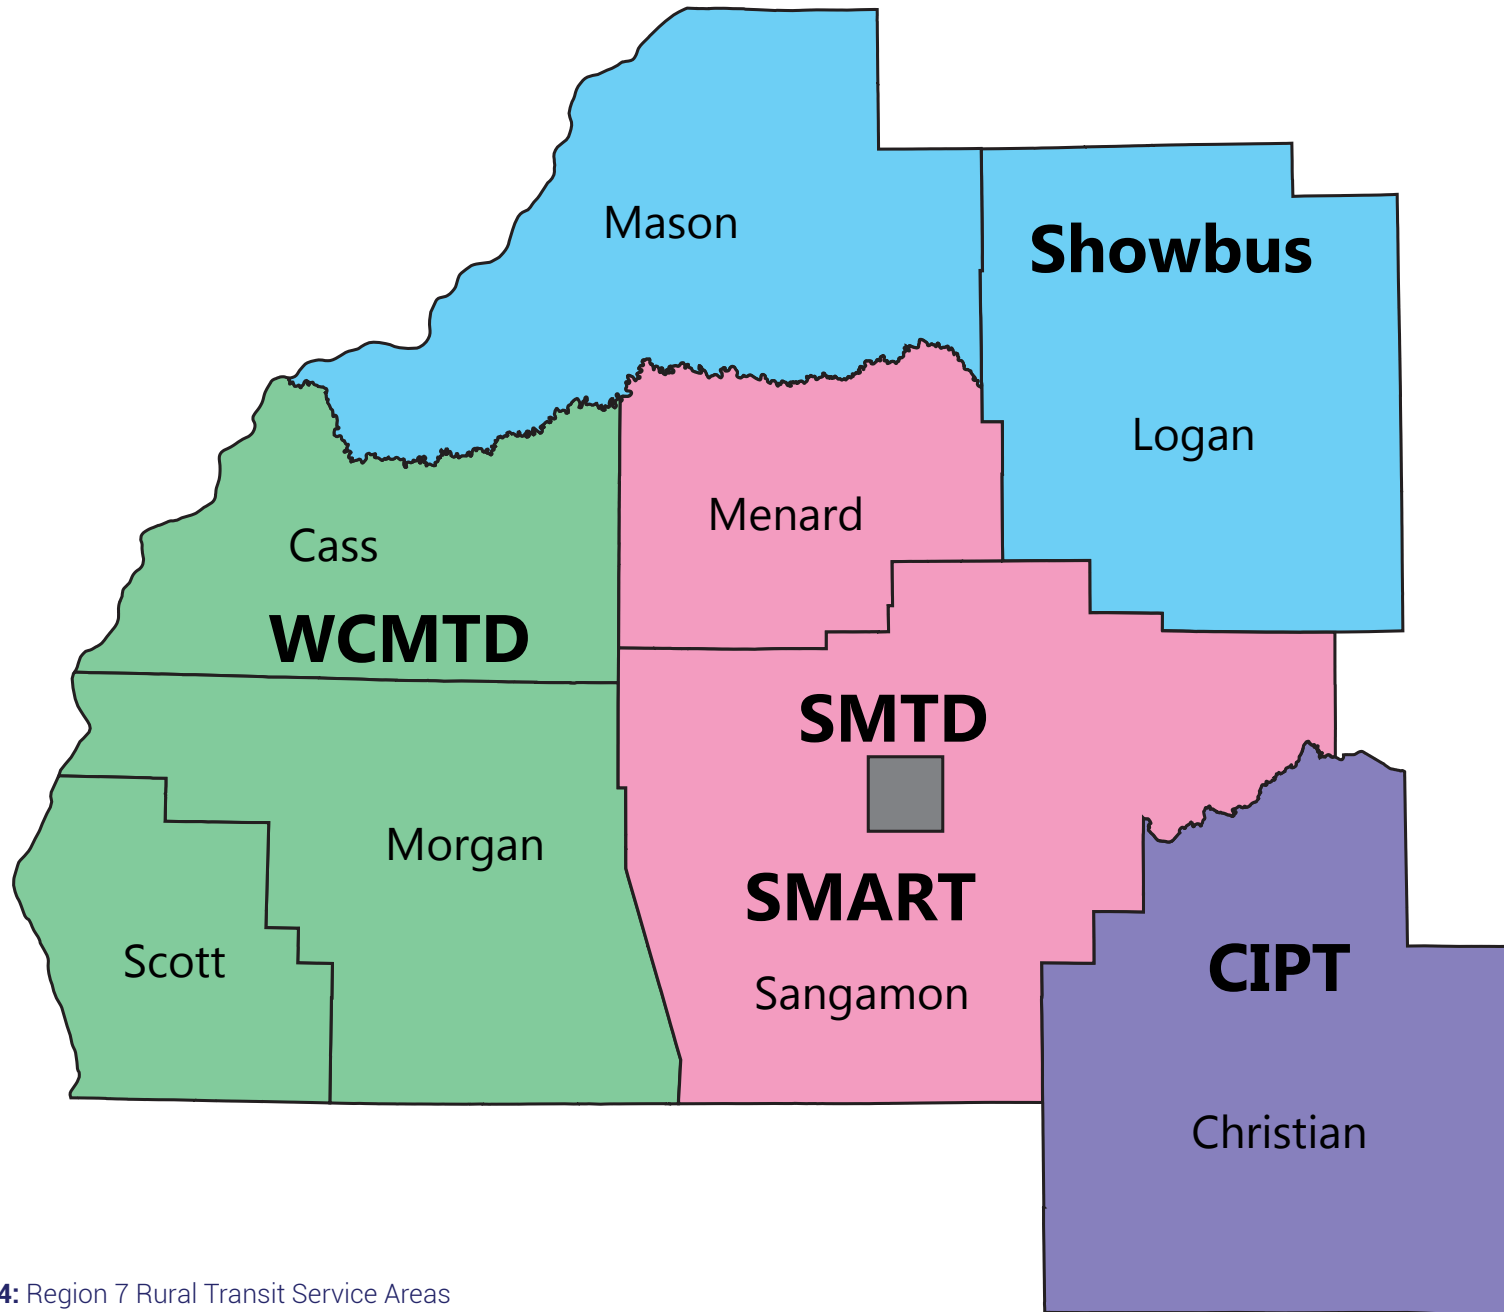 Mason
Showbus
Logan
Menard
Cass
WCMTD
SMTD
Morgan
SMART
Scott
CIPT
Sangamon
Christian
4: Region 7 Rural Transit Service Areas